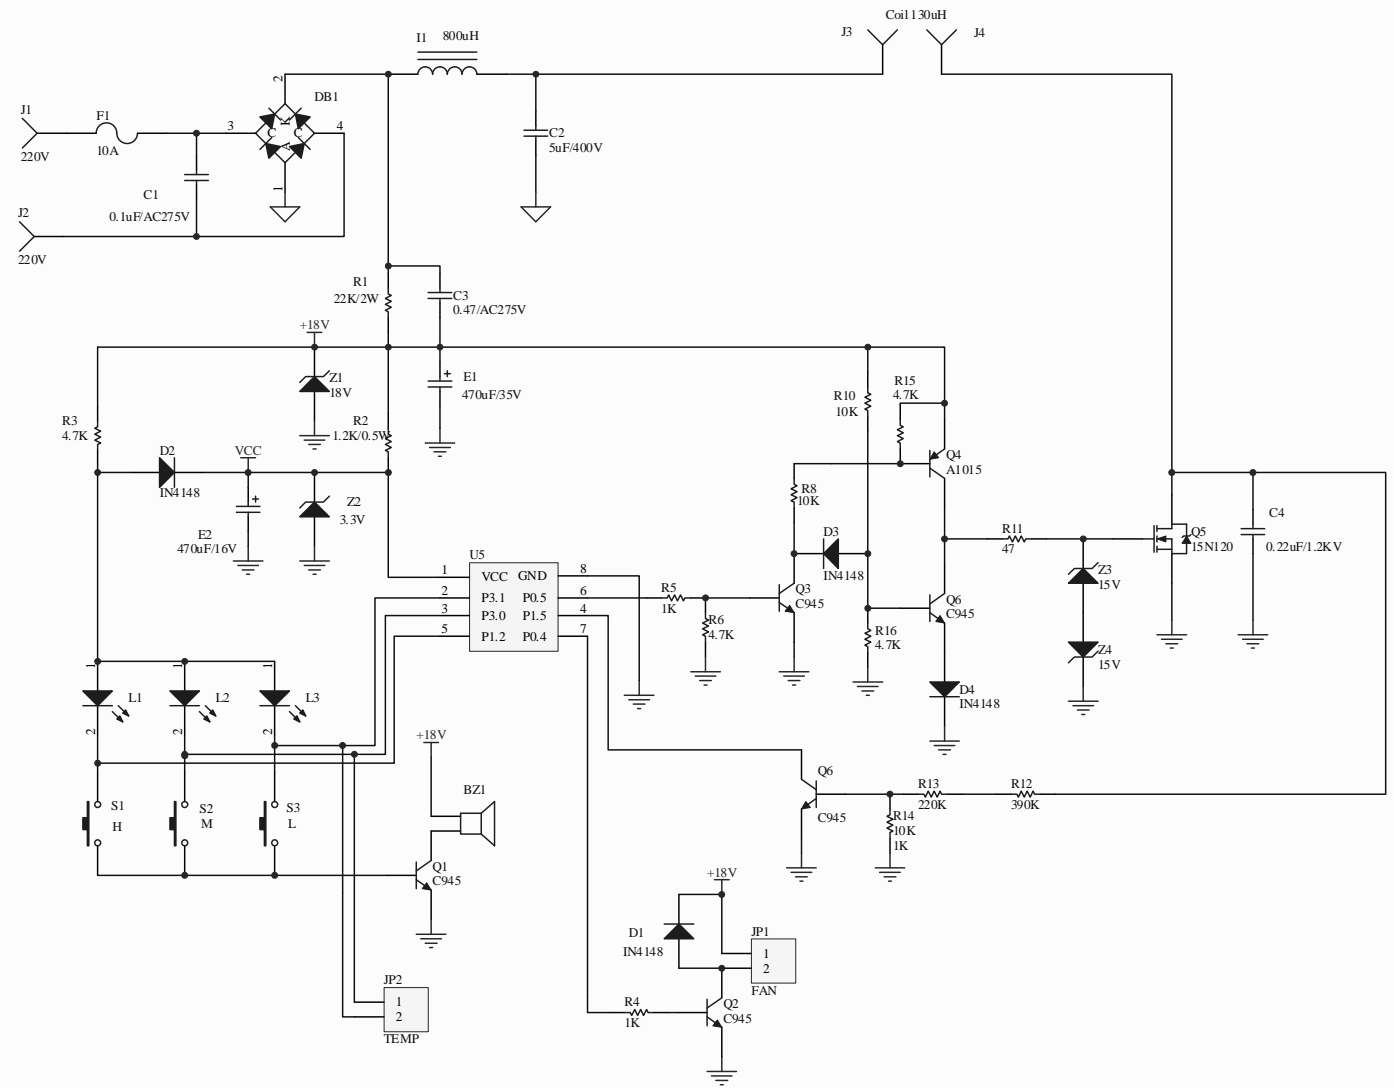 Coil 130uH
J3
J4
I1 800uH
2
DB1
J1
F1
3
4
C K C
A
10A
220V
1
C1
0.1uF/AC275V
C2
5uF/400V
J2
220V
R1
22K/2W
C3
0.47/AC275V
+18V
Z1
18V
+
E1
470uF/35V
R15
4.7K
R10
10K
R3
4.7K
R2
1.2K/0.5W
D2
IN4148
VCC
Q4
A1015
+
E2
470uF/16V
Z2
3.3V
R8
10K
C4
0.22uF/1.2KV
D3
IN4148
R11
47
Q5
15N120
U5
1 VCC GND 8
2 P3.1 P0.5 6
3 P3.0 P1.5 4
5 P1.2 P0.4 7
R5
1K
R6
4.7K
Q3
C945
Q6
C945
R16
4.7K
Z3
15V
Z4
15V
1
1
1
L1
L2
L3
2
2
2
D4
IN4148
+18V
BZ1
S1
H
S2
M
S3
L
Q6
C945
R13
220K
R12
390K
R14
10K
1K
Q1
C945
+18V
D1
IN4148
JP1
1
2
FAN
JP2
1
2
TEMP
R4
1K
Q2
C945